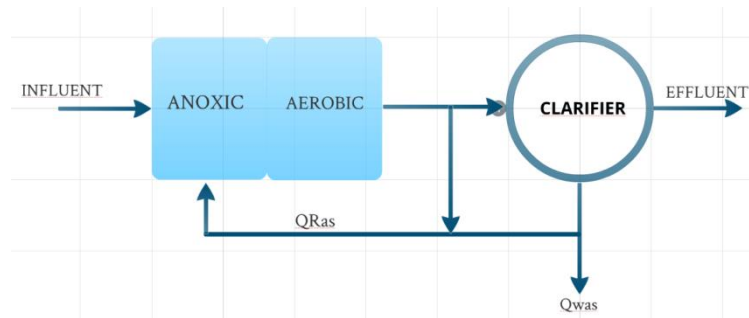 INFLUENT
ANOXIC
AEROBIC
CLARIFIER
EFFLUENT
QRas
Qwas